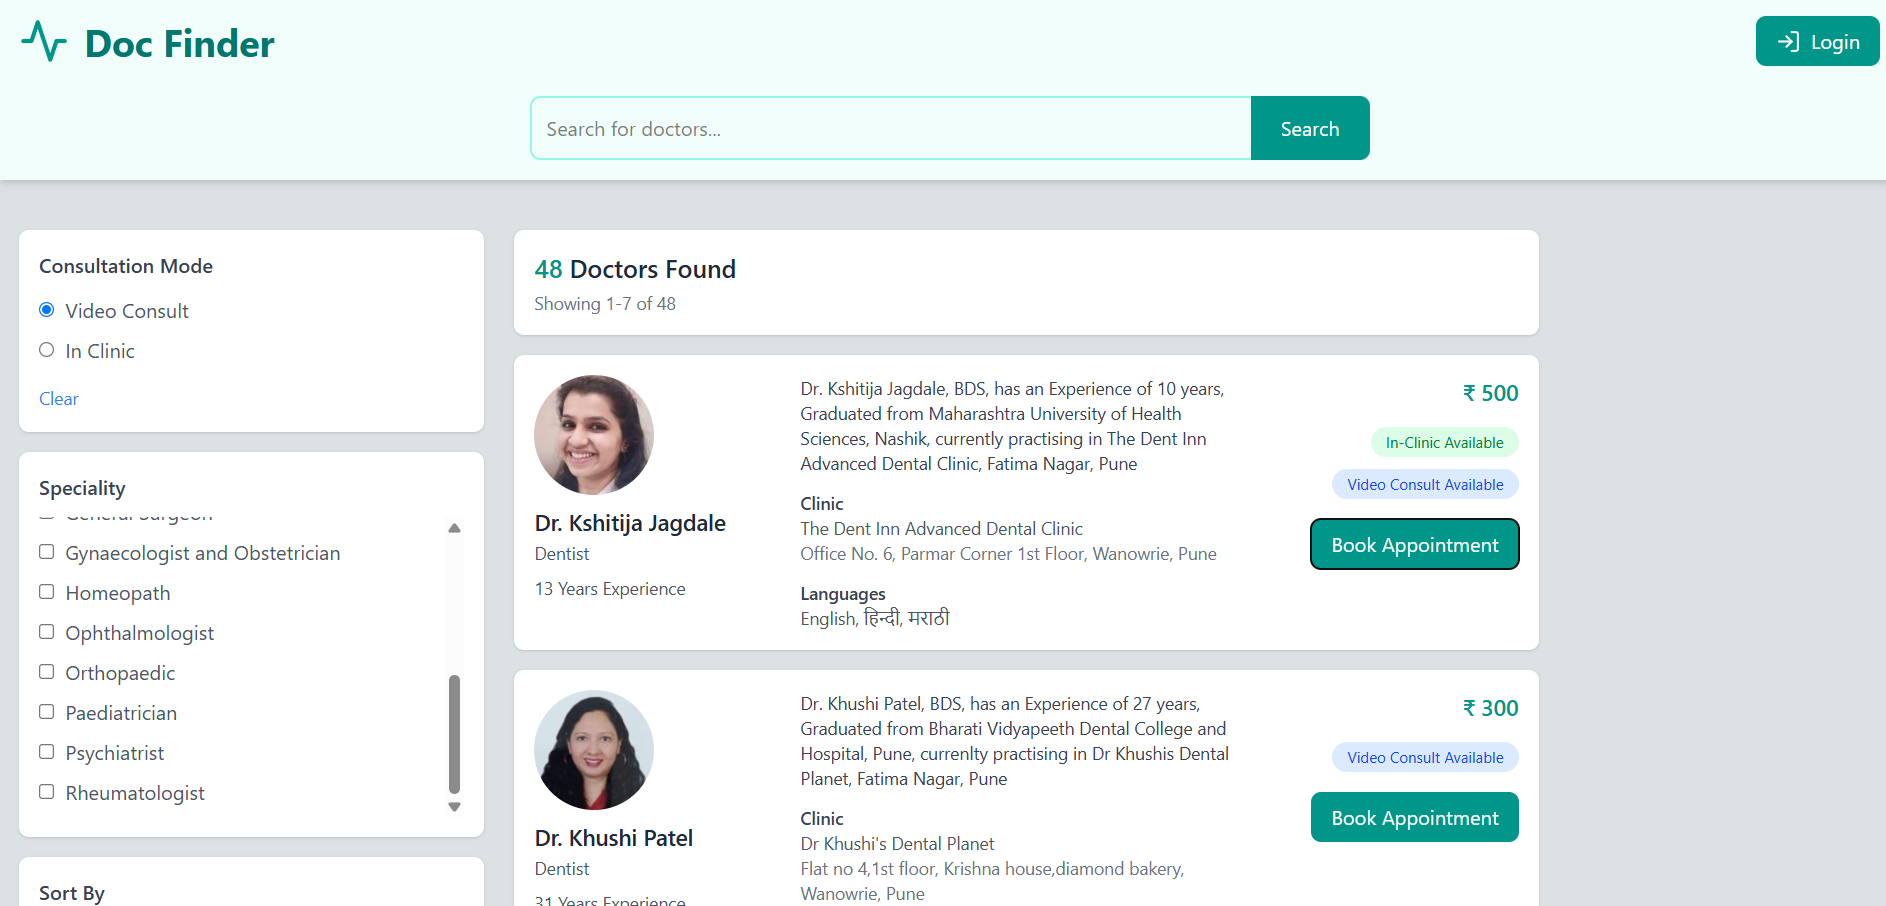 Doc Finder
Login
Search for doctors...
Search
Consultation Mode
Video Consult
In Clinic
Clear
Speciality
General Surgeon
Gynaecologist and Obstetrician
Homeopath
Ophthalmologist
Orthopaedic
Paediatrician
Psychiatrist
Rheumatologist
Sort By
48 Doctors Found
Showing 1-7 of 48
Dr. Kshitija Jagdale
Dentist
13 Years Experience
Dr. Kshitija Jagdale, BDS, has an Experience of 10 years,
Graduated from Maharashtra University of Health
Sciences, Nashik, currently practising in The Dent Inn
Advanced Dental Clinic, Fatima Nagar, Pune
Clinic
The Dent Inn Advanced Dental Clinic
Office No. 6, Parmar Corner 1st Floor, Wanowrie, Pune
Languages
English, हिन्दी, मराठी
₹ 500
In-Clinic Available
Video Consult Available
Book Appointment
Dr. Khushi Patel
Dentist
31 Years Experience
Dr. Khushi Patel, BDS, has an Experience of 27 years,
Graduated from Bharati Vidyapeeth Dental College and
Hospital, Pune, currenlty practising in Dr Khushis Dental
Planet, Fatima Nagar, Pune
Clinic
Dr Khushi's Dental Planet
Flat no 4,1st floor, Krishna house,diamond bakery,
Wanowrie, Pune
₹ 300
Video Consult Available
Book Appointment